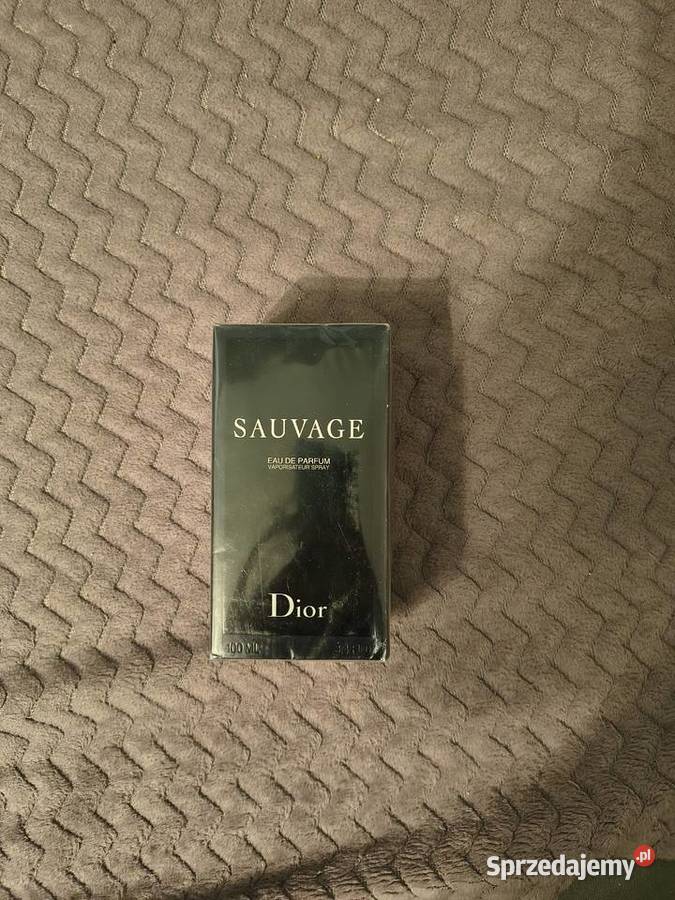 SAUVAGE
EAU DE PARFUM
VAPORISATEUR SPRAY
Dior
100 ML
Sprzedajemy.pl